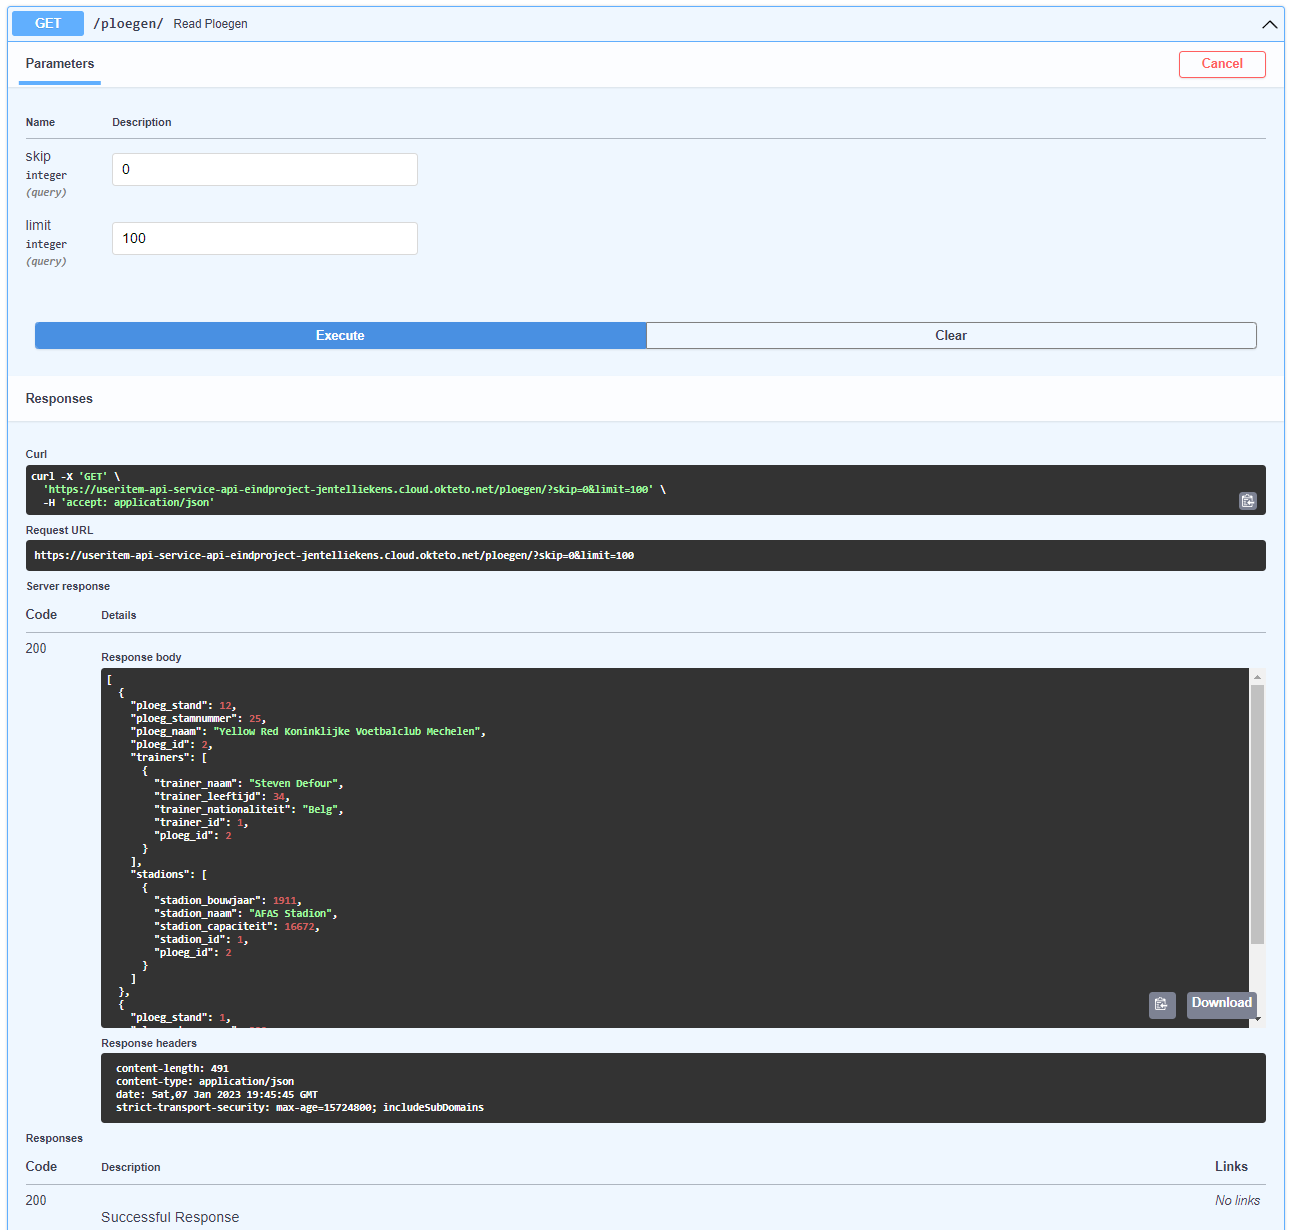 GET /ploegen/ Read Ploegen
Parameters
Cancel
Name Description
skip
integer
(query)
0
limit
integer
(query)
100
Execute Clear
Responses
Curl
curl -X 'GET' \
'https://useritem-api-service-api-eindproject-jentelliekens.cloud.okteto.net/ploegen/?skip=0&limit=100' \
-H 'accept: application/json'
Request URL
https://useritem-api-service-api-eindproject-jentelliekens.cloud.okteto.net/ploegen/?skip=0&limit=100
Server response
Code Details
200
Response body
[
{
"ploeg_stand": 12,
"ploeg_stamnummer": 25,
"ploeg_naam": "Yellow Red Koninklijke Voetbalclub Mechelen",
"ploeg_id": 2,
"trainers": [
{
"trainer_naam": "Steven Defour",
"trainer_leeftijd": 34,
"trainer_nationaliteit": "Belg",
"trainer_id": 1,
"ploeg_id": 2
}
],
"stadions": [
{
"stadion_bouwjaar": 1911,
"stadion_naam": "AFAS Stadion",
"stadion_capaciteit": 16672,
"stadion_id": 1,
"ploeg_id": 2
}
]
},
{
"ploeg_stand": 1,
Download
Response headers
content-length: 491
content-type: application/json
date: Sat,07 Jan 2023 19:45:45 GMT
strict-transport-security: max-age=15724800; includeSubDomains
Responses
Code Description Links
200
No links
Successful Response